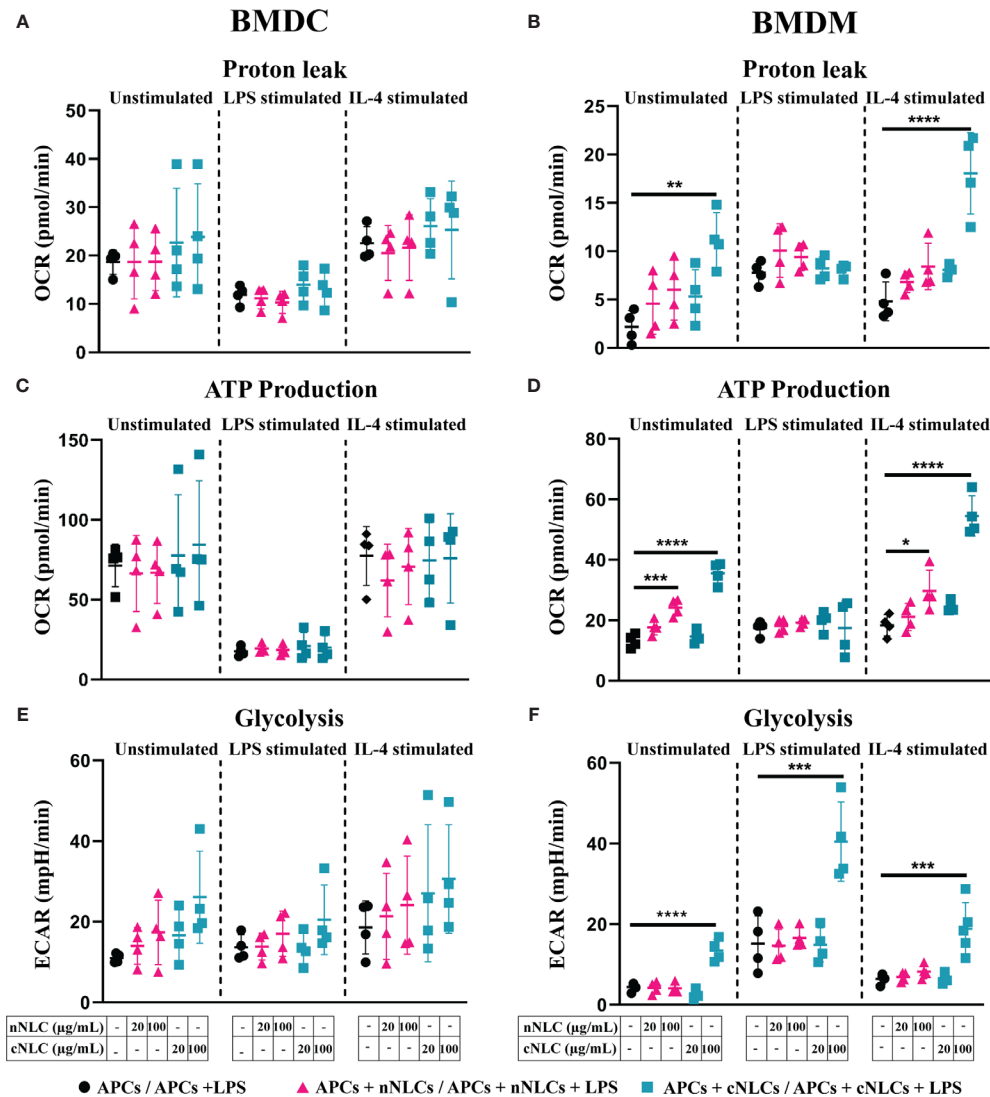 A
BMDC
B
BMDM
Proton leak
Unstimulated LPS stimulated IL-4 stimulated
50
40
30
20
10
0
OCR (pmol/min)
Proton leak
Unstimulated LPS stimulated IL-4 stimulated
25
20
15
10
5
0
OCR (pmol/min)
**
****
C
ATP Production
Unstimulated LPS stimulated IL-4 stimulated
150
100
50
0
OCR (pmol/min)
D
ATP Production
Unstimulated LPS stimulated IL-4 stimulated
80
60
40
20
0
OCR (pmol/min)
****
***
****
*
E
Glycolysis
Unstimulated LPS stimulated IL-4 stimulated
60
40
20
0
ECAR (mpH/min)
F
Glycolysis
Unstimulated LPS stimulated IL-4 stimulated
60
40
20
0
ECAR (mpH/min)
****
***
***
nNLC (µg/mL) - 20 100 - - - 20 100 - - - 20 100 - -
cNLC (µg/mL) - - - 20 100 - - - 20 100 - - - 20 100
nNLC (µg/mL) - 20 100 - - - 20 100 - - - 20 100 - -
cNLC (µg/mL) - - - 20 100 - - - 20 100 - - - 20 100
APCs / APCs +LPS APCs + nNLCs / APCs + nNLCs + LPS APCs + cNLCs / APCs + cNLCs + LPS